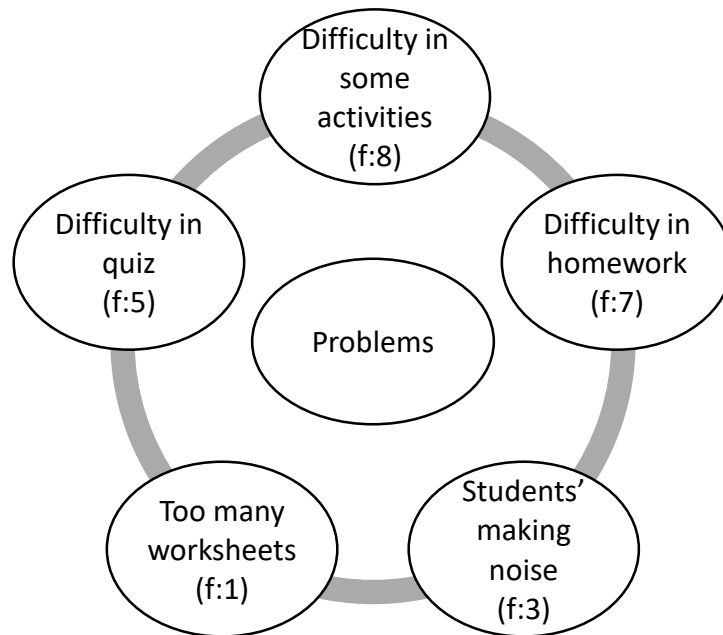 Difficulty in
some
activities
(f:8)
Difficulty in
homework
(f:7)
Students’
making
noise
(f:3)
Too many
worksheets
(f:1)
Difficulty in
quiz
(f:5)
Problems